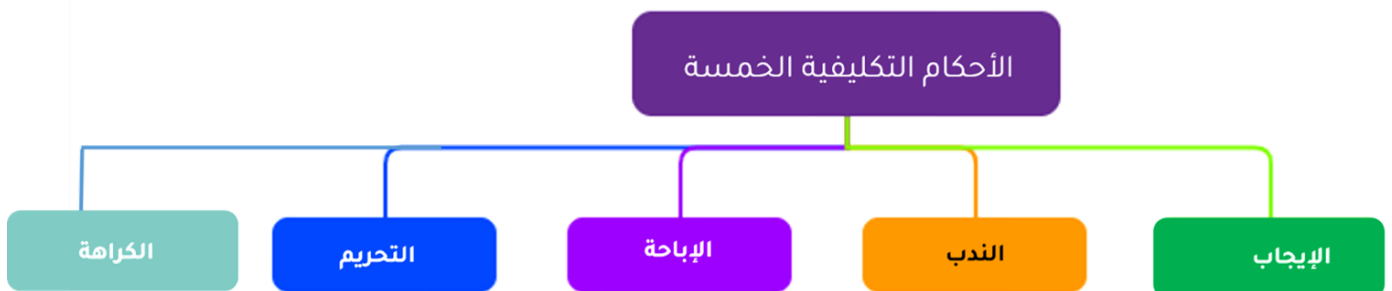 الأحكام التكليفية الخمسة
الإيجاب
الندب
الإباحة
التحريم
الكراهة